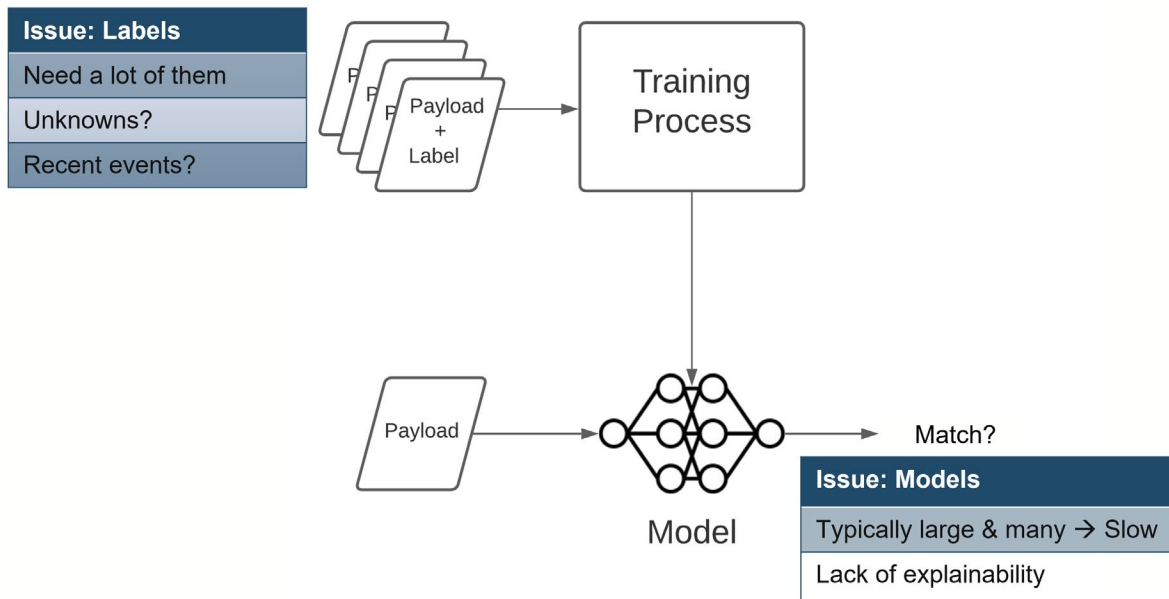 Issue: Labels
Need a lot of them
Unknowns?
Recent events?
P
P
P
Payload
+
Label
Training
Process
Payload
Match?
Model
Issue: Models
Typically large & many → Slow
Lack of explainability